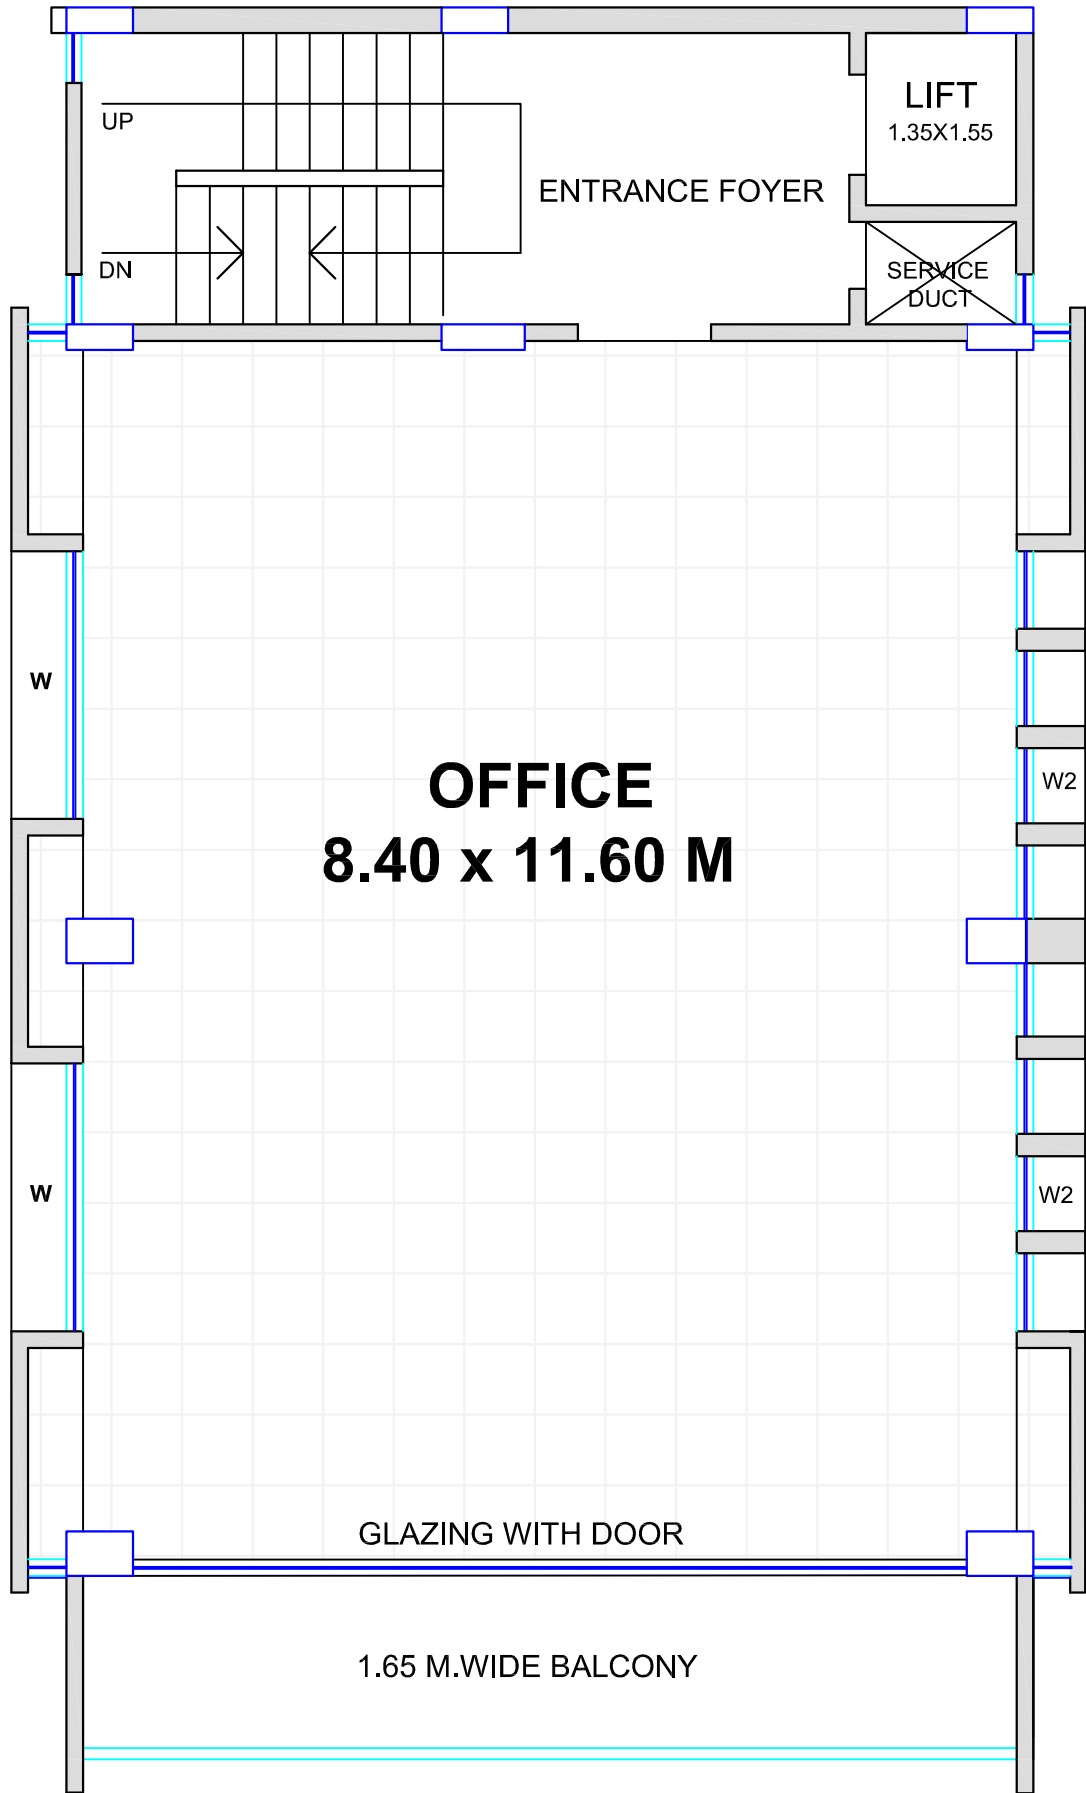 LIFT
1.35X1.55
UP
ENTRANCE FOYER
DN
SERVICE
DUCT
W
OFFICE
W2
8.40 x 11.60 M
W
W2
GLAZING WITH DOOR
1.65 M.WIDE BALCONY